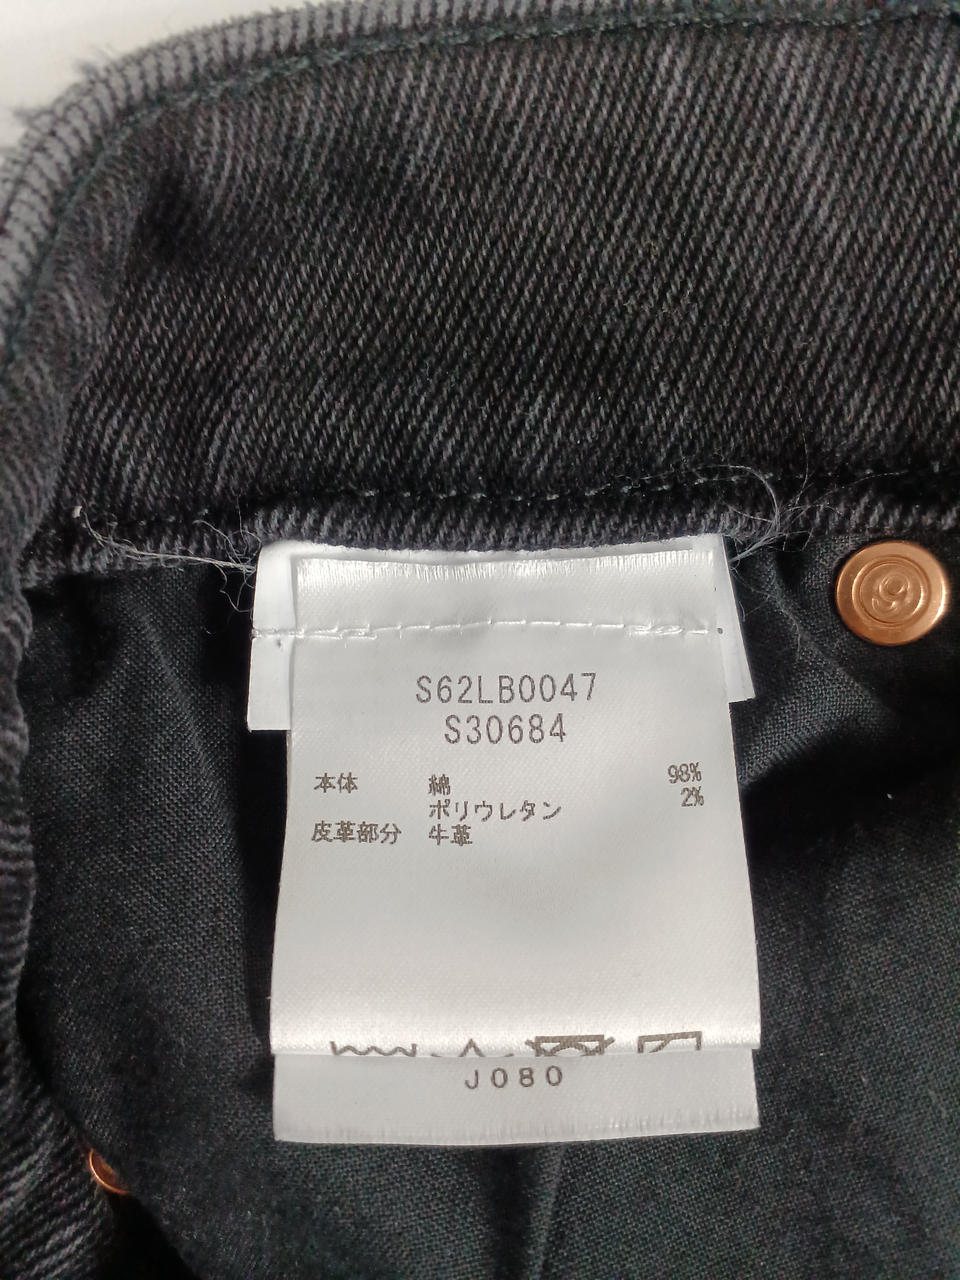 S62LB0047
S30684
本体 綿 98%
ポリウレタン 2%
皮革部分 牛革
J080